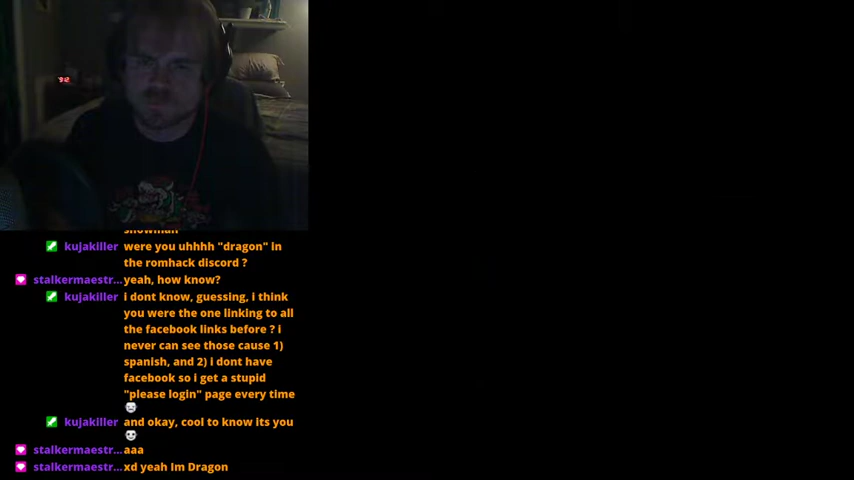 92
snowman
kujakiller were you uhhhh "dragon" in
the romhack discord ?
stalkermaestr... yeah, how know?
kujakiller i dont know, guessing, i think
you were the one linking to all
the facebook links before ? i
never can see those cause 1)
spanish, and 2) i dont have
facebook so i get a stupid
"please login" page every time
kujakiller and okay, cool to know its you
stalkermaestr... aaa
stalkermaestr... xd yeah Im Dragon